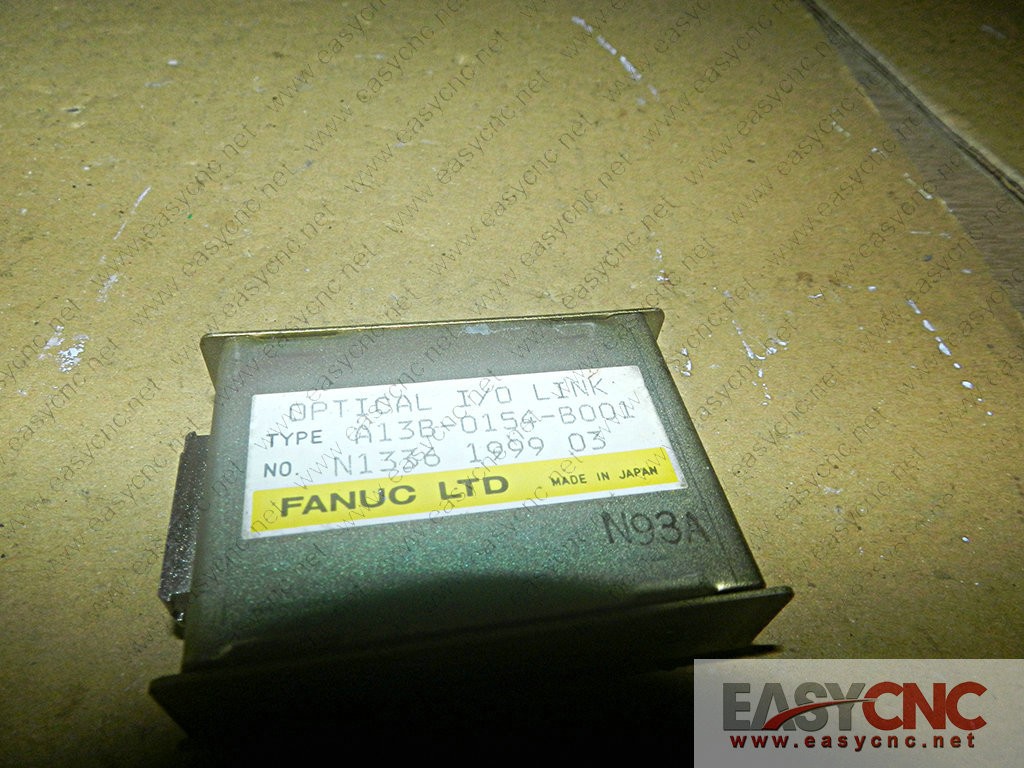 OPTICAL I/O LINK
TYPE A13B-0154-B001
NO. N1336 1999 03
FANUC LTD MADE IN JAPAN
N93A
EASYCNC
www.easycnc.net